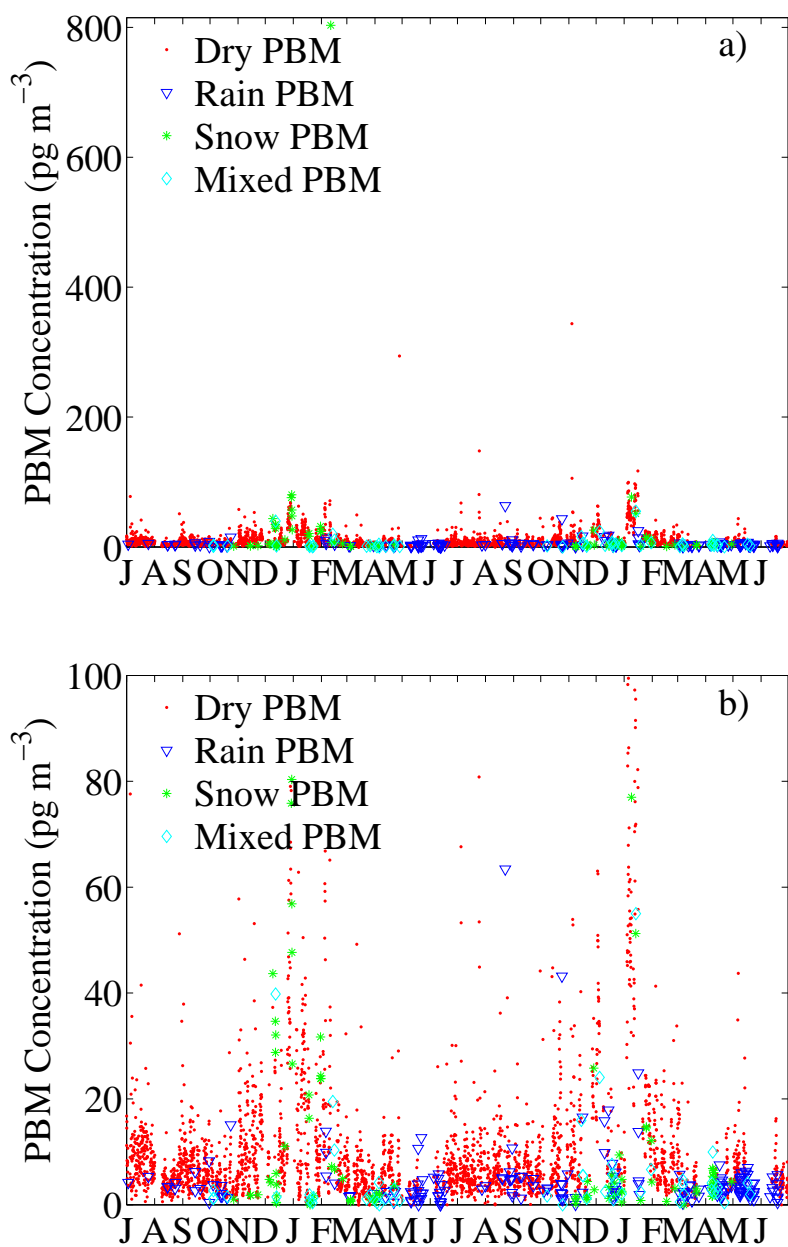 800
a)
Dry PBM
Rain PBM
Snow PBM
Mixed PBM
600
400
200
0
PBM Concentration (pg m⁻³)
J A S O N D J F M A M J J A S O N D J F M A M J
100
b)
Dry PBM
Rain PBM
Snow PBM
Mixed PBM
80
60
40
20
0
PBM Concentration (pg m⁻³)
J A S O N D J F M A M J J A S O N D J F M A M J